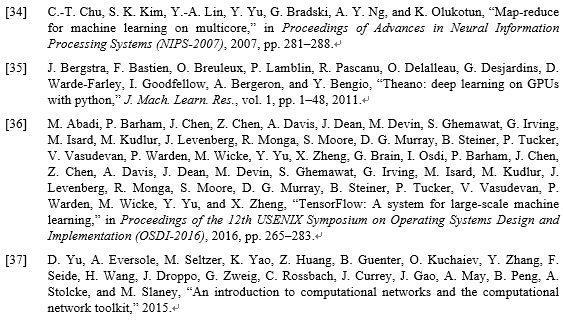 [34] C.-T. Chu, S. K. Kim, Y.-A. Lin, Y. Yu, G. Bradski, A. Y. Ng, and K. Olukotun, “Map-reduce
for machine learning on multicore,” in Proceedings of Advances in Neural Information
Processing Systems (NIPS-2007), 2007, pp. 281–288.↵
[35] J. Bergstra, F. Bastien, O. Breuleux, P. Lamblin, R. Pascanu, O. Delalleau, G. Desjardins, D.
Warde-Farley, I. Goodfellow, A. Bergeron, and Y. Bengio, “Theano: deep learning on GPUs
with python,” J. Mach. Learn. Res., vol. 1, pp. 1–48, 2011.↵
[36] M. Abadi, P. Barham, J. Chen, Z. Chen, A. Davis, J. Dean, M. Devin, S. Ghemawat, G. Irving,
M. Isard, M. Kudlur, J. Levenberg, R. Monga, S. Moore, D. G. Murray, B. Steiner, P. Tucker,
V. Vasudevan, P. Warden, M. Wicke, Y. Yu, X. Zheng, G. Brain, I. Osdi, P. Barham, J. Chen,
Z. Chen, A. Davis, J. Dean, M. Devin, S. Ghemawat, G. Irving, M. Isard, M. Kudlur, J.
Levenberg, R. Monga, S. Moore, D. G. Murray, B. Steiner, P. Tucker, V. Vasudevan, P.
Warden, M. Wicke, Y. Yu, and X. Zheng, “TensorFlow: A system for large-scale machine
learning,” in Proceedings of the 12th USENIX Symposium on Operating Systems Design and
Implementation (OSDI-2016), 2016, pp. 265–283.↵
[37] D. Yu, A. Eversole, M. Seltzer, K. Yao, Z. Huang, B. Guenter, O. Kuchaiev, Y. Zhang, F.
Seide, H. Wang, J. Droppo, G. Zweig, C. Rossbach, J. Currey, J. Gao, A. May, B. Peng, A.
Stolcke, and M. Slaney, “An introduction to computational networks and the computational
network toolkit,” 2015.↵